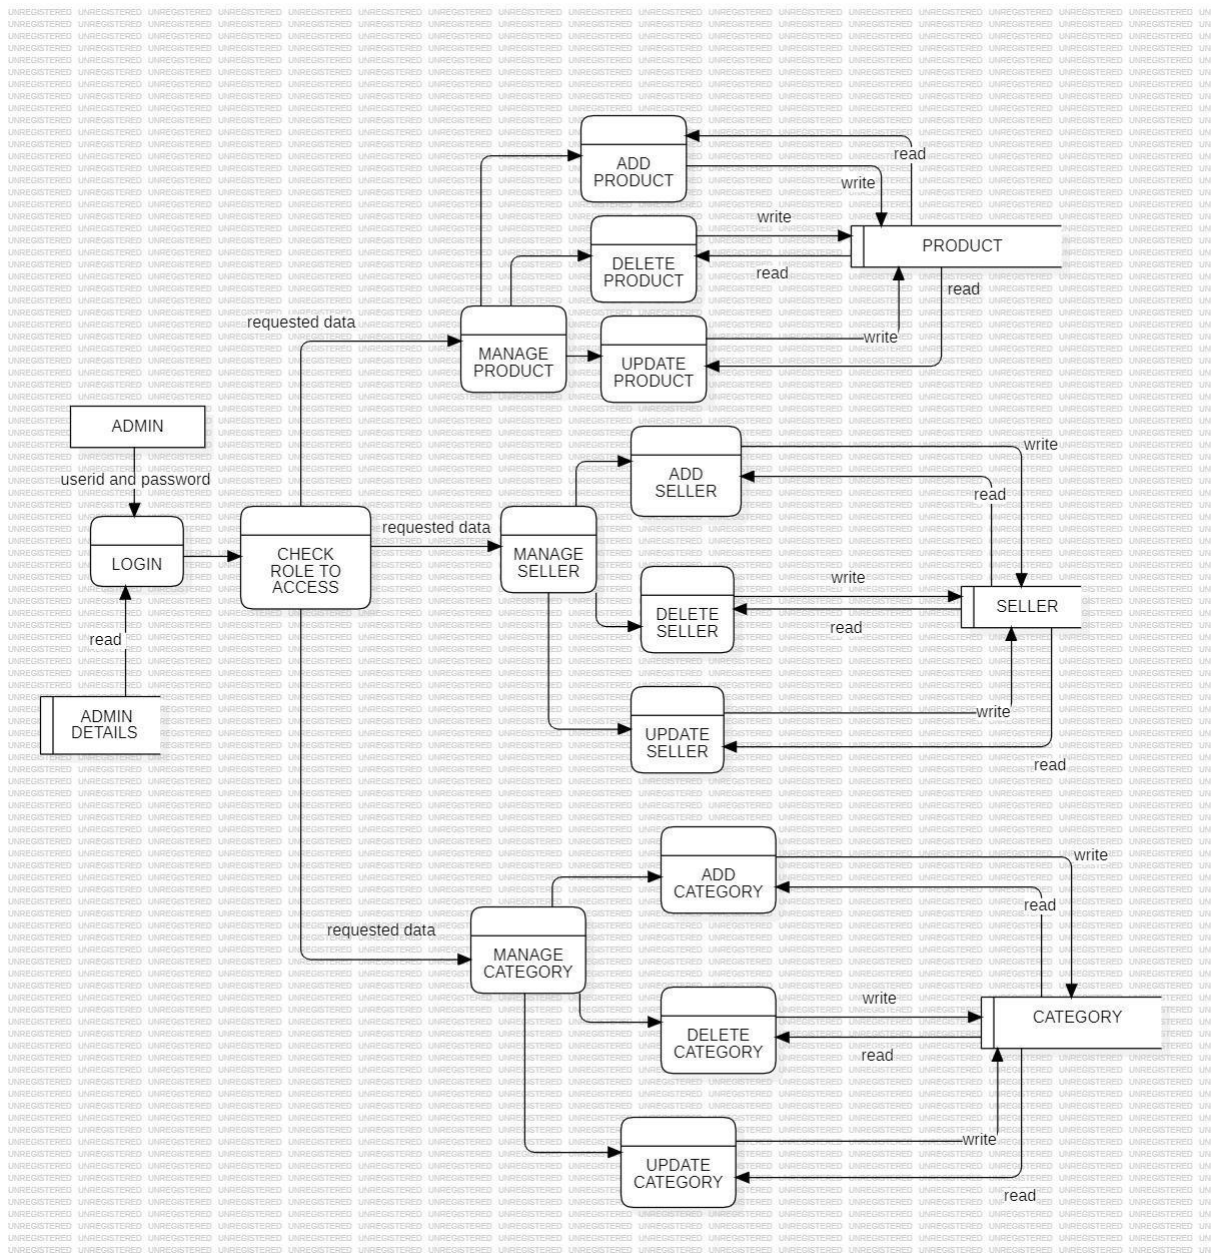 ADD
PRODUCT
read
write
write
PRODUCT
DELETE
PRODUCT
read
read
requested data
MANAGE
PRODUCT
UPDATE
PRODUCT
write
ADMIN
userid and password
LOGIN
read
ADMIN
DETAILS
CHECK
ROLE TO
ACCESS
requested data
MANAGE
SELLER
ADD
SELLER
write
read
DELETE
SELLER
write
read
SELLER
UPDATE
SELLER
write
read
requested data
MANAGE
CATEGORY
ADD
CATEGORY
write
read
DELETE
CATEGORY
write
read
CATEGORY
UPDATE
CATEGORY
write
read
UNREGISTERED